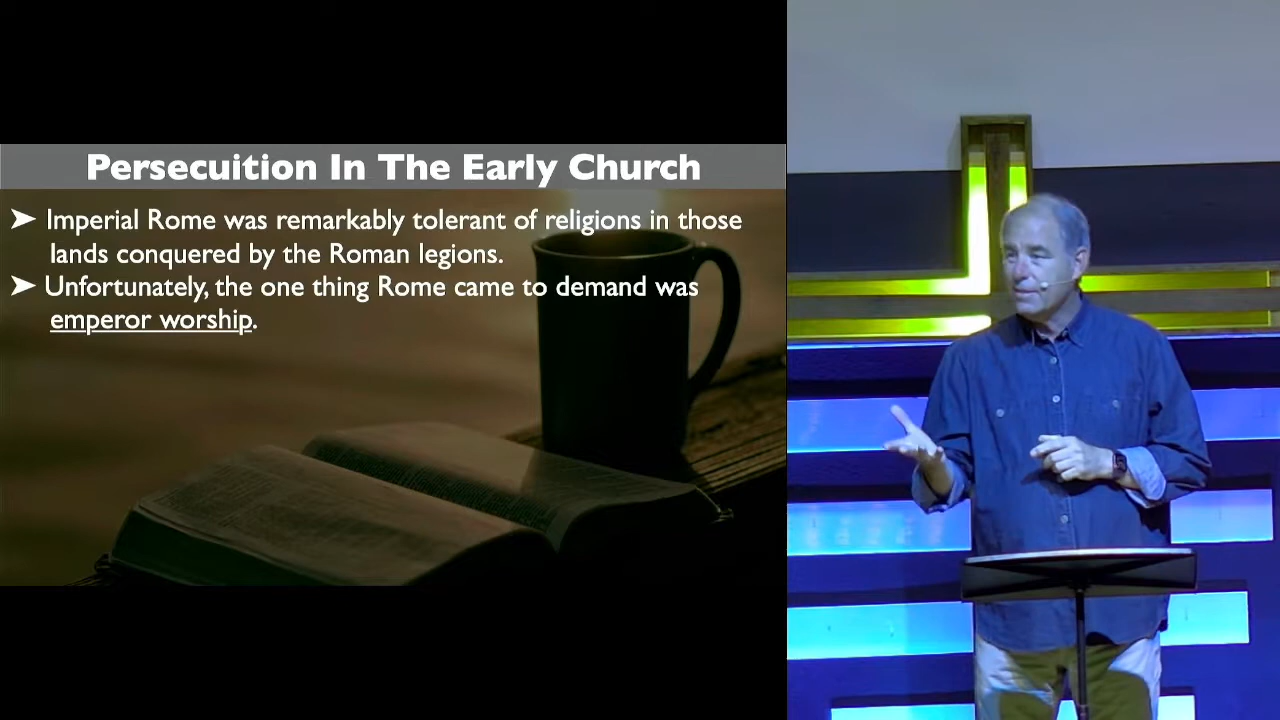 Persecuition In The Early Church
➤ Imperial Rome was remarkably tolerant of religions in those
lands conquered by the Roman legions.
➤ Unfortunately, the one thing Rome came to demand was
emperor worship.